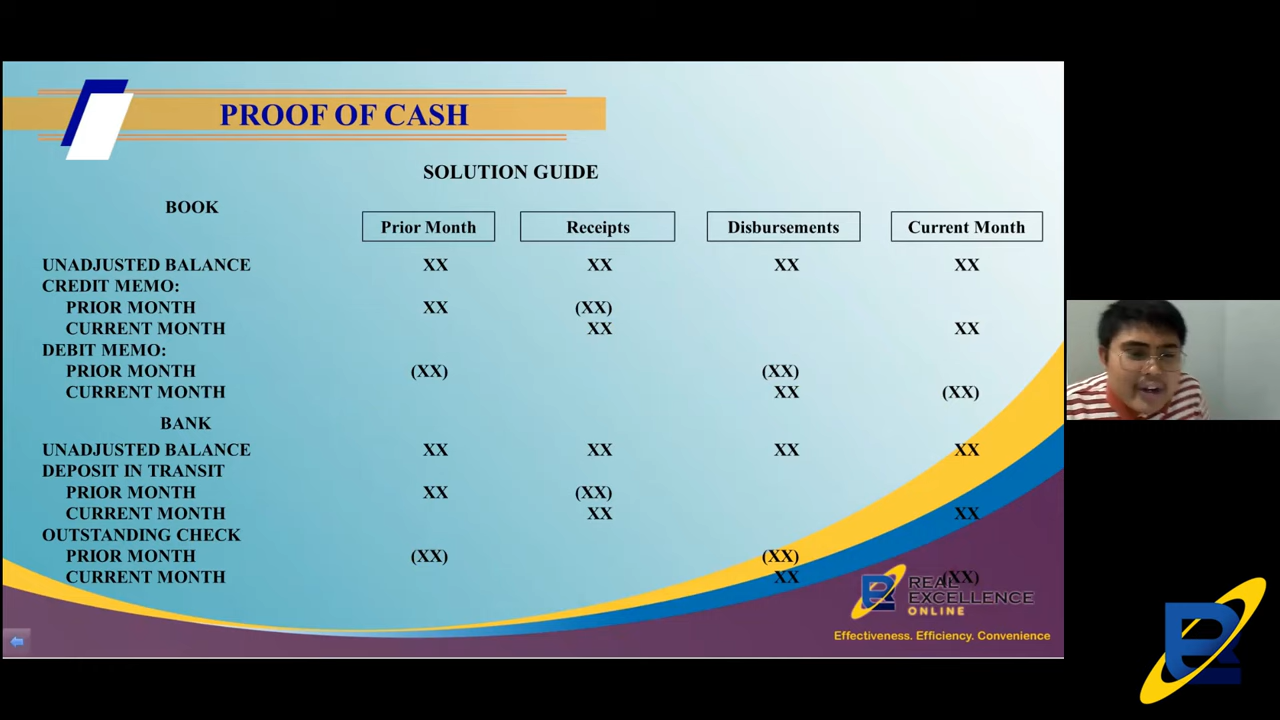 PROOF OF CASH
SOLUTION GUIDE
BOOK
Prior Month Receipts Disbursements Current Month
UNADJUSTED BALANCE XX XX XX XX
CREDIT MEMO:
PRIOR MONTH XX (XX)
CURRENT MONTH XX XX
DEBIT MEMO:
PRIOR MONTH (XX) (XX)
CURRENT MONTH XX (XX)
BANK
UNADJUSTED BALANCE XX XX XX XX
DEPOSIT IN TRANSIT
PRIOR MONTH XX (XX)
CURRENT MONTH XX XX
OUTSTANDING CHECK
PRIOR MONTH (XX) (XX)
CURRENT MONTH XX (XX)
REAL
EXCELLENCE
ONLINE
Effectiveness. Efficiency. Convenience